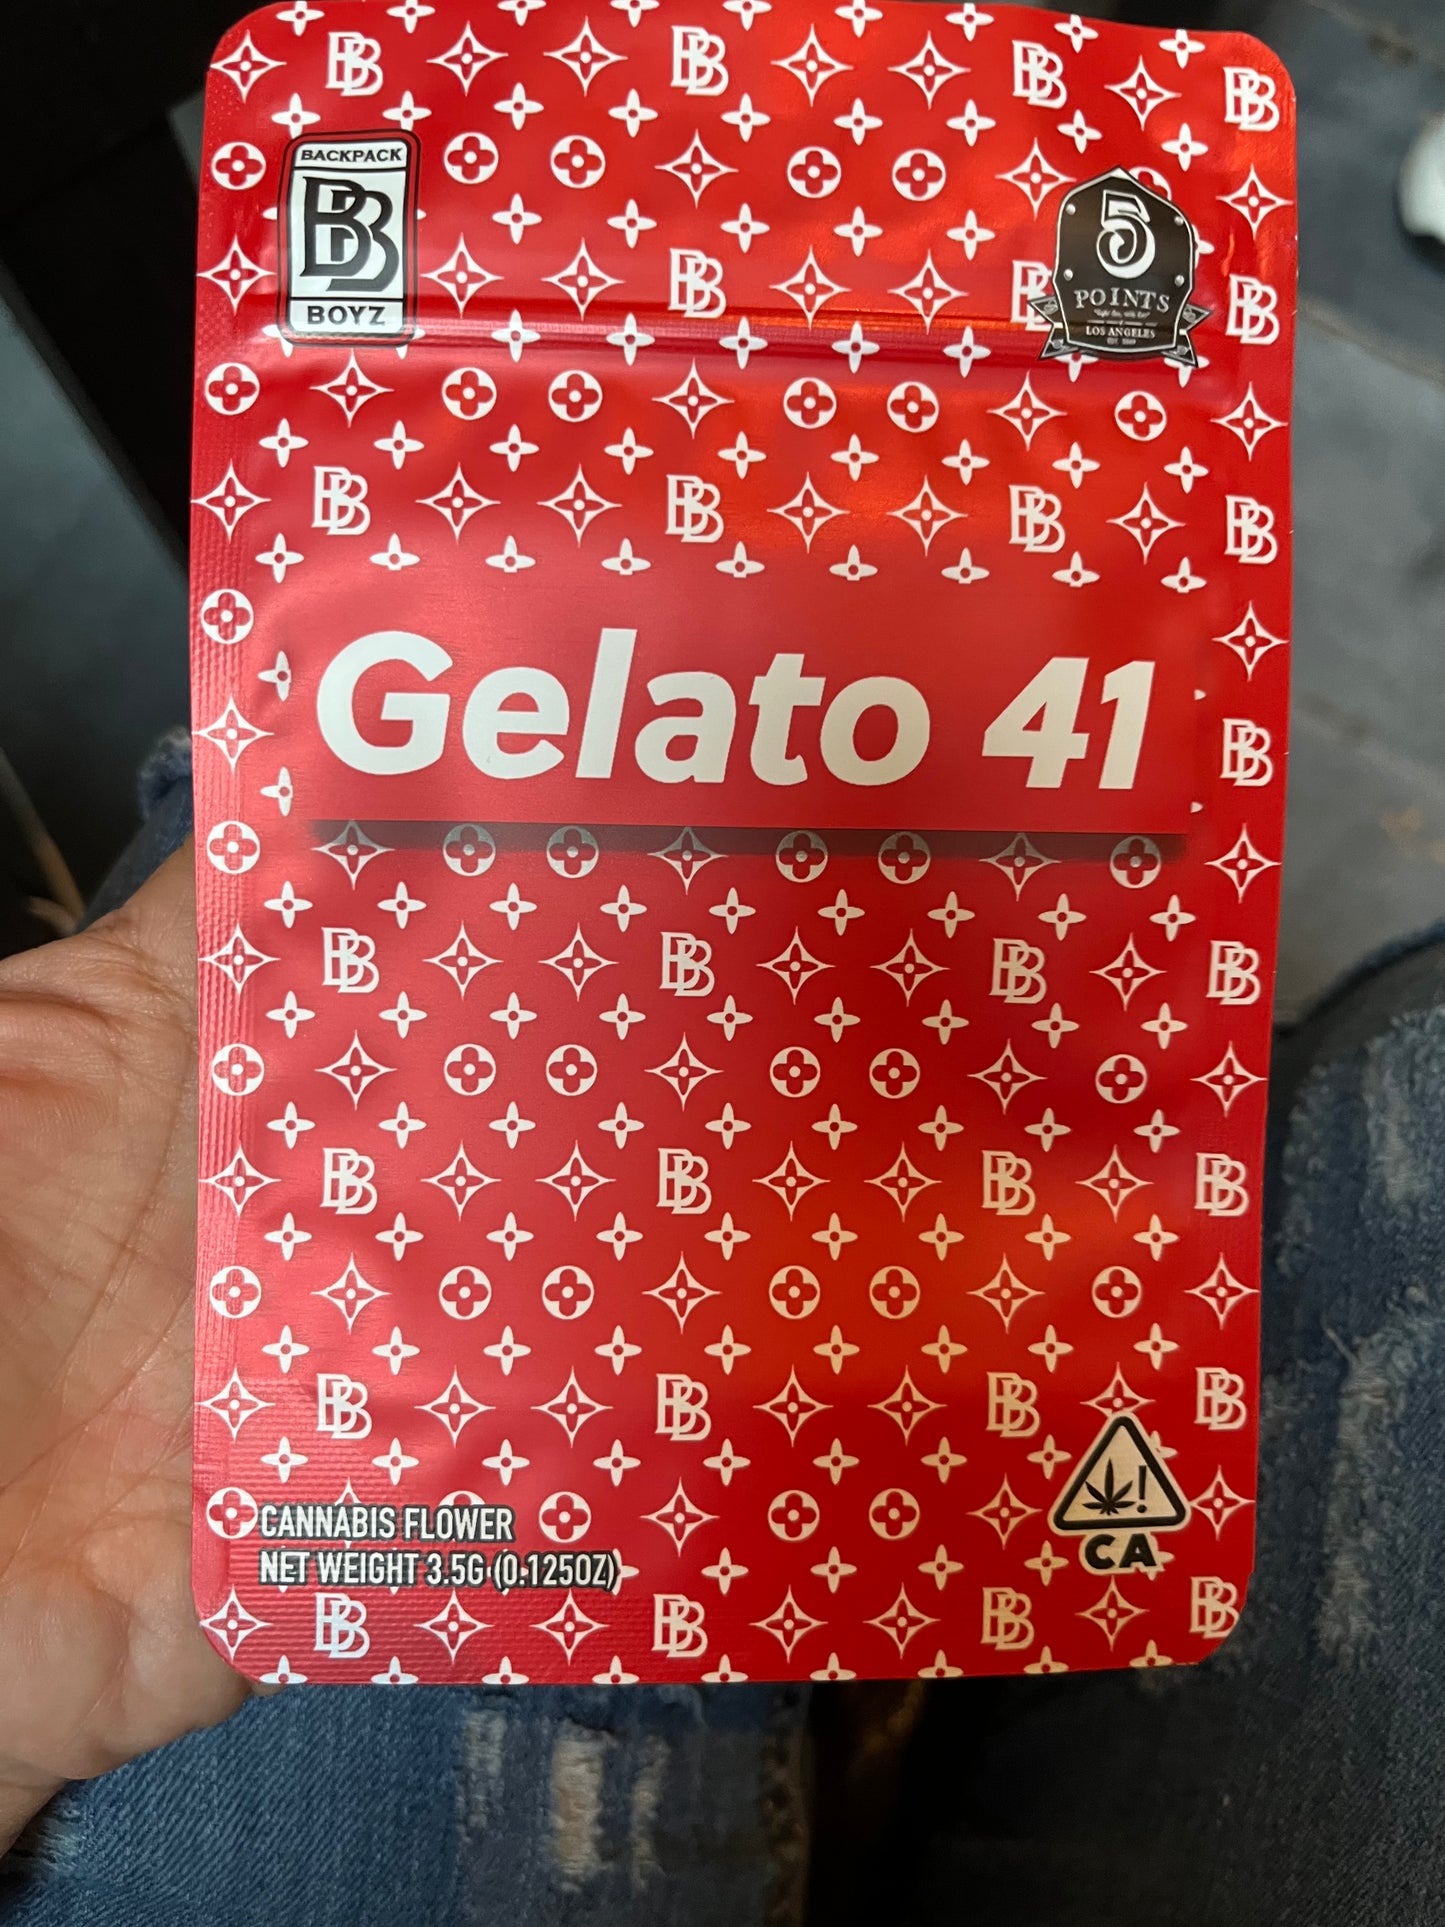 BACKPACK
BB
BOYZ
5
POINTS
LOS ANGELES
Gelato 41
CANNABIS FLOWER
NET WEIGHT 3.5G (0.125OZ)
!
CA